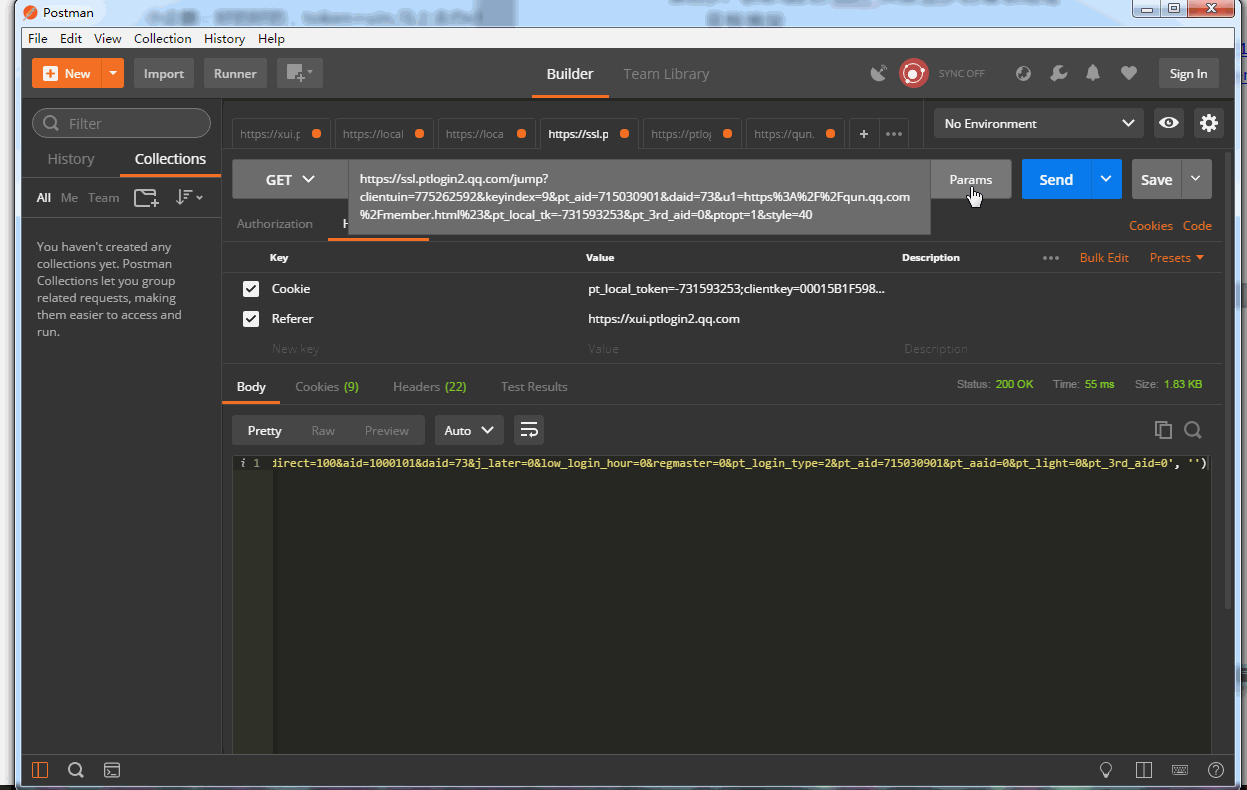 Postman
File Edit View Collection History Help
New Import Runner Builder Team Library SYNC OFF Sign In
Filter
https://xui.p https://local https://loca https://ssl.p https://ptlog https://qun. + •••
No Environment
History Collections
GET
https://ssl.ptlogin2.qq.com/jump?
clientuin=775262592&keyindex=9&pt_aid=715030901&daid=73&u1=https%3A%2F%2Fqun.qq.com
%2Fmember.html%23&pt_local_tk=-731593253&pt_3rd_aid=0&ptopt=1&style=40
Params Send Save
All Me Team
Authorization
Cookies Code
You haven't created any
collections yet. Postman
Collections let you group
related requests, making
them easier to access and
run.
Key Value Description ••• Bulk Edit Presets
Cookie pt_local_token=-731593253;clientkey=00015B1F598...
Referer https://xui.ptlogin2.qq.com
New key Value Description
Body Cookies (9) Headers (22) Test Results Status: 200 OK Time: 55 ms Size: 1.83 KB
Pretty Raw Preview Auto
i 1 direct=100&aid=1000101&daid=73&j_later=0&low_login_hour=0&regmaster=0&pt_login_type=2&pt_aid=715030901&pt_aaid=0&pt_light=0&pt_3rd_aid=0', '')